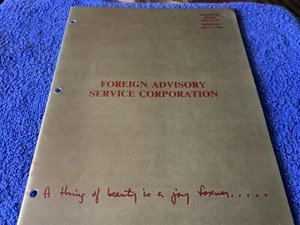 FOREIGN ADVISORY
SERVICE CORPORATION
A thing of beauty is a joy forever.....